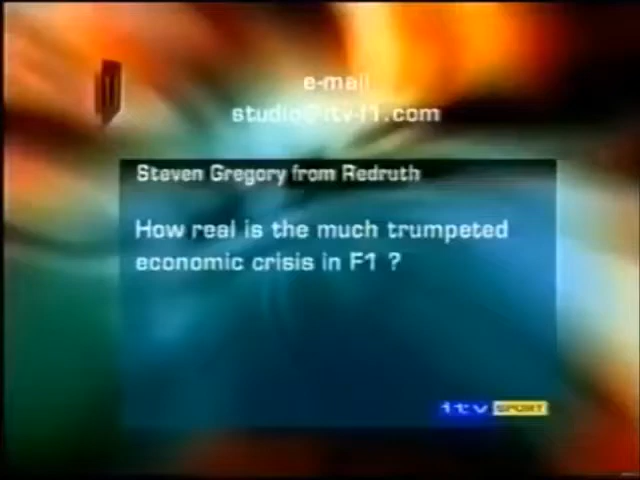 e-mail
studio@itv-f1.com
Steven Gregory from Redruth
How real is the much trumpeted
economic crisis in F1 ?
itv SPORT